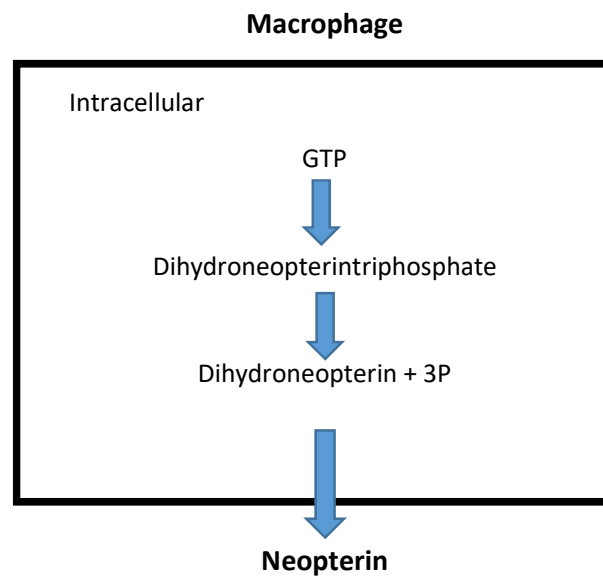 Macrophage
Intracellular
GTP
Dihydroneopterintriphosphate
Dihydroneopterin + 3P
Neopterin